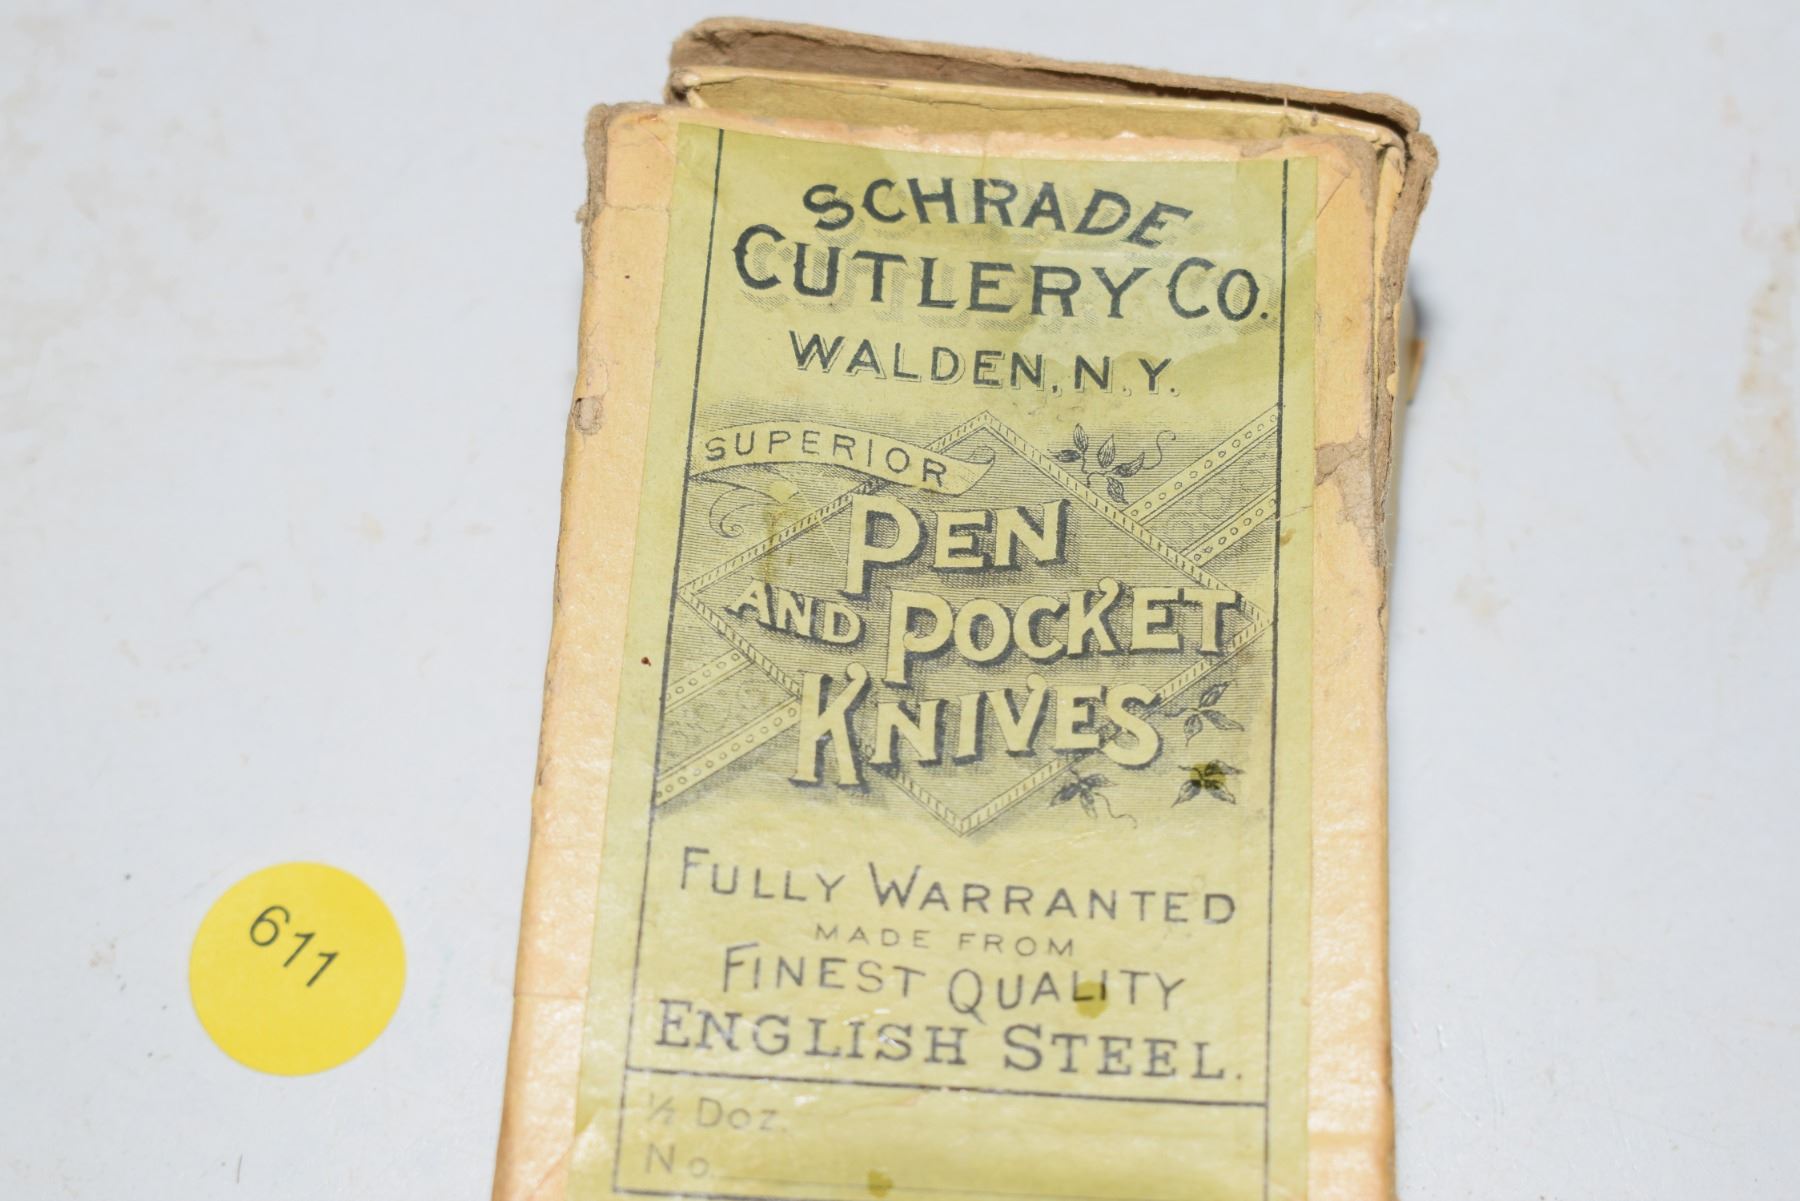 SCHRADE
CUTLERY CO.
WALDEN, N.Y.
SUPERIOR
PEN
AND POCKET
KNIVES
FULLY WARRANTED
MADE FROM
FINEST QUALITY
ENGLISH STEEL.
1/2 DOZ.
No.
611